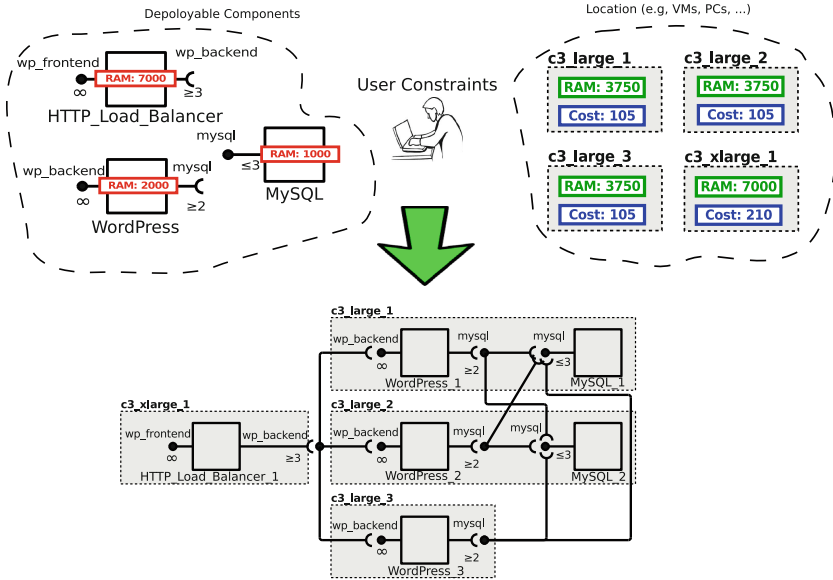 Depoloyable Components
Location (e.g, VMs, PCs, ...)
wp_frontend
wp_backend
RAM: 7000
∞
≥3
HTTP_Load_Balancer
mysql
RAM: 1000
≤3
MySQL
wp_backend
mysql
RAM: 2000
∞
≥2
WordPress
User Constraints
c3_large_1
RAM: 3750
Cost: 105
c3_large_2
RAM: 3750
Cost: 105
c3_large_3
RAM: 3750
Cost: 105
c3_xlarge_1
RAM: 7000
Cost: 210
c3_large_1
wp_backend
mysql
mysql
∞
≥2
≤3
WordPress_1
MySQL_1
c3_xlarge_1
wp_frontend
wp_backend
∞
≥3
HTTP_Load_Balancer_1
c3_large_2
wp_backend
mysql
mysql
∞
≥2
≤3
WordPress_2
MySQL_2
c3_large_3
wp_backend
mysql
∞
≥2
WordPress_3